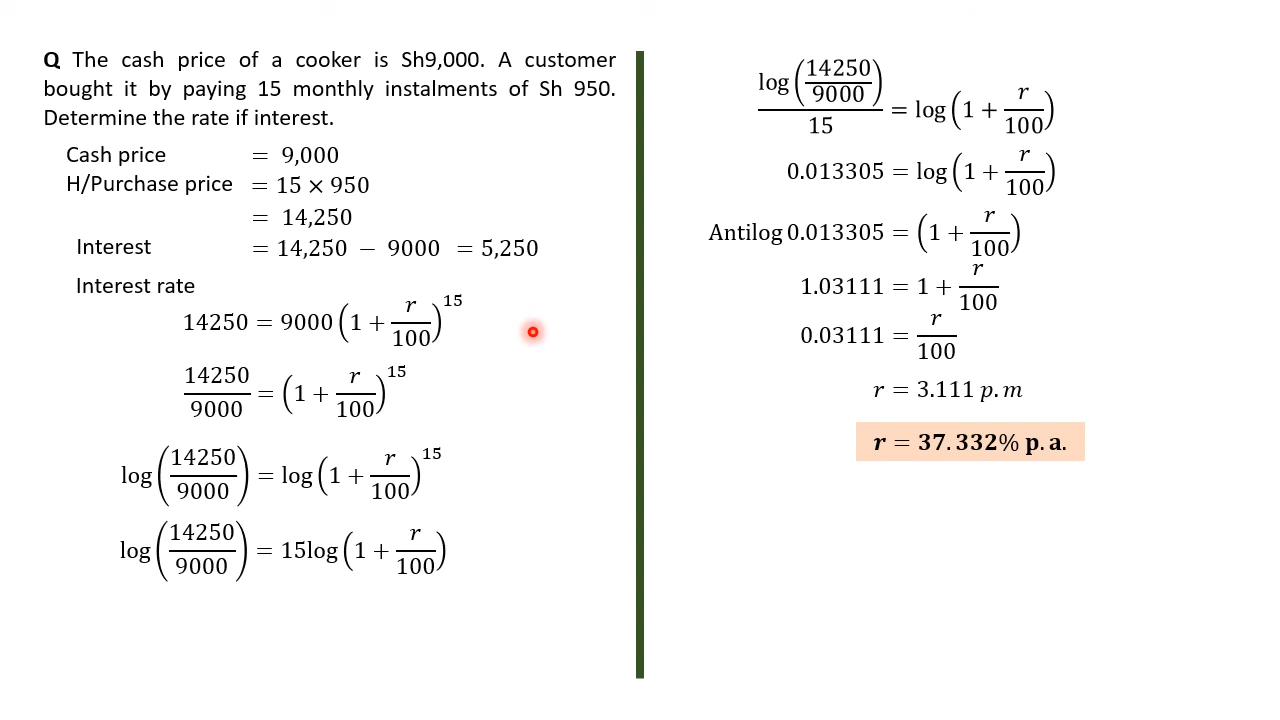 Q The cash price of a cooker is Sh9,000. A customer
bought it by paying 15 monthly instalments of Sh 950.
Determine the rate if interest.
Cash price = 9,000
H/Purchase price = 15 × 950
= 14,250
Interest = 14,250 − 9000 = 5,250
Interest rate
14250 = 9000(1 + r/100)^15
14250/9000 = (1 + r/100)^15
log(14250/9000) = log(1 + r/100)^15
log(14250/9000) = 15log(1 + r/100)
log(14250/9000)/15 = log(1 + r/100)
0.013305 = log(1 + r/100)
Antilog 0.013305 = (1 + r/100)
1.03111 = 1 + r/100
0.03111 = r/100
r = 3.111 p.m
r = 37.332% p.a.